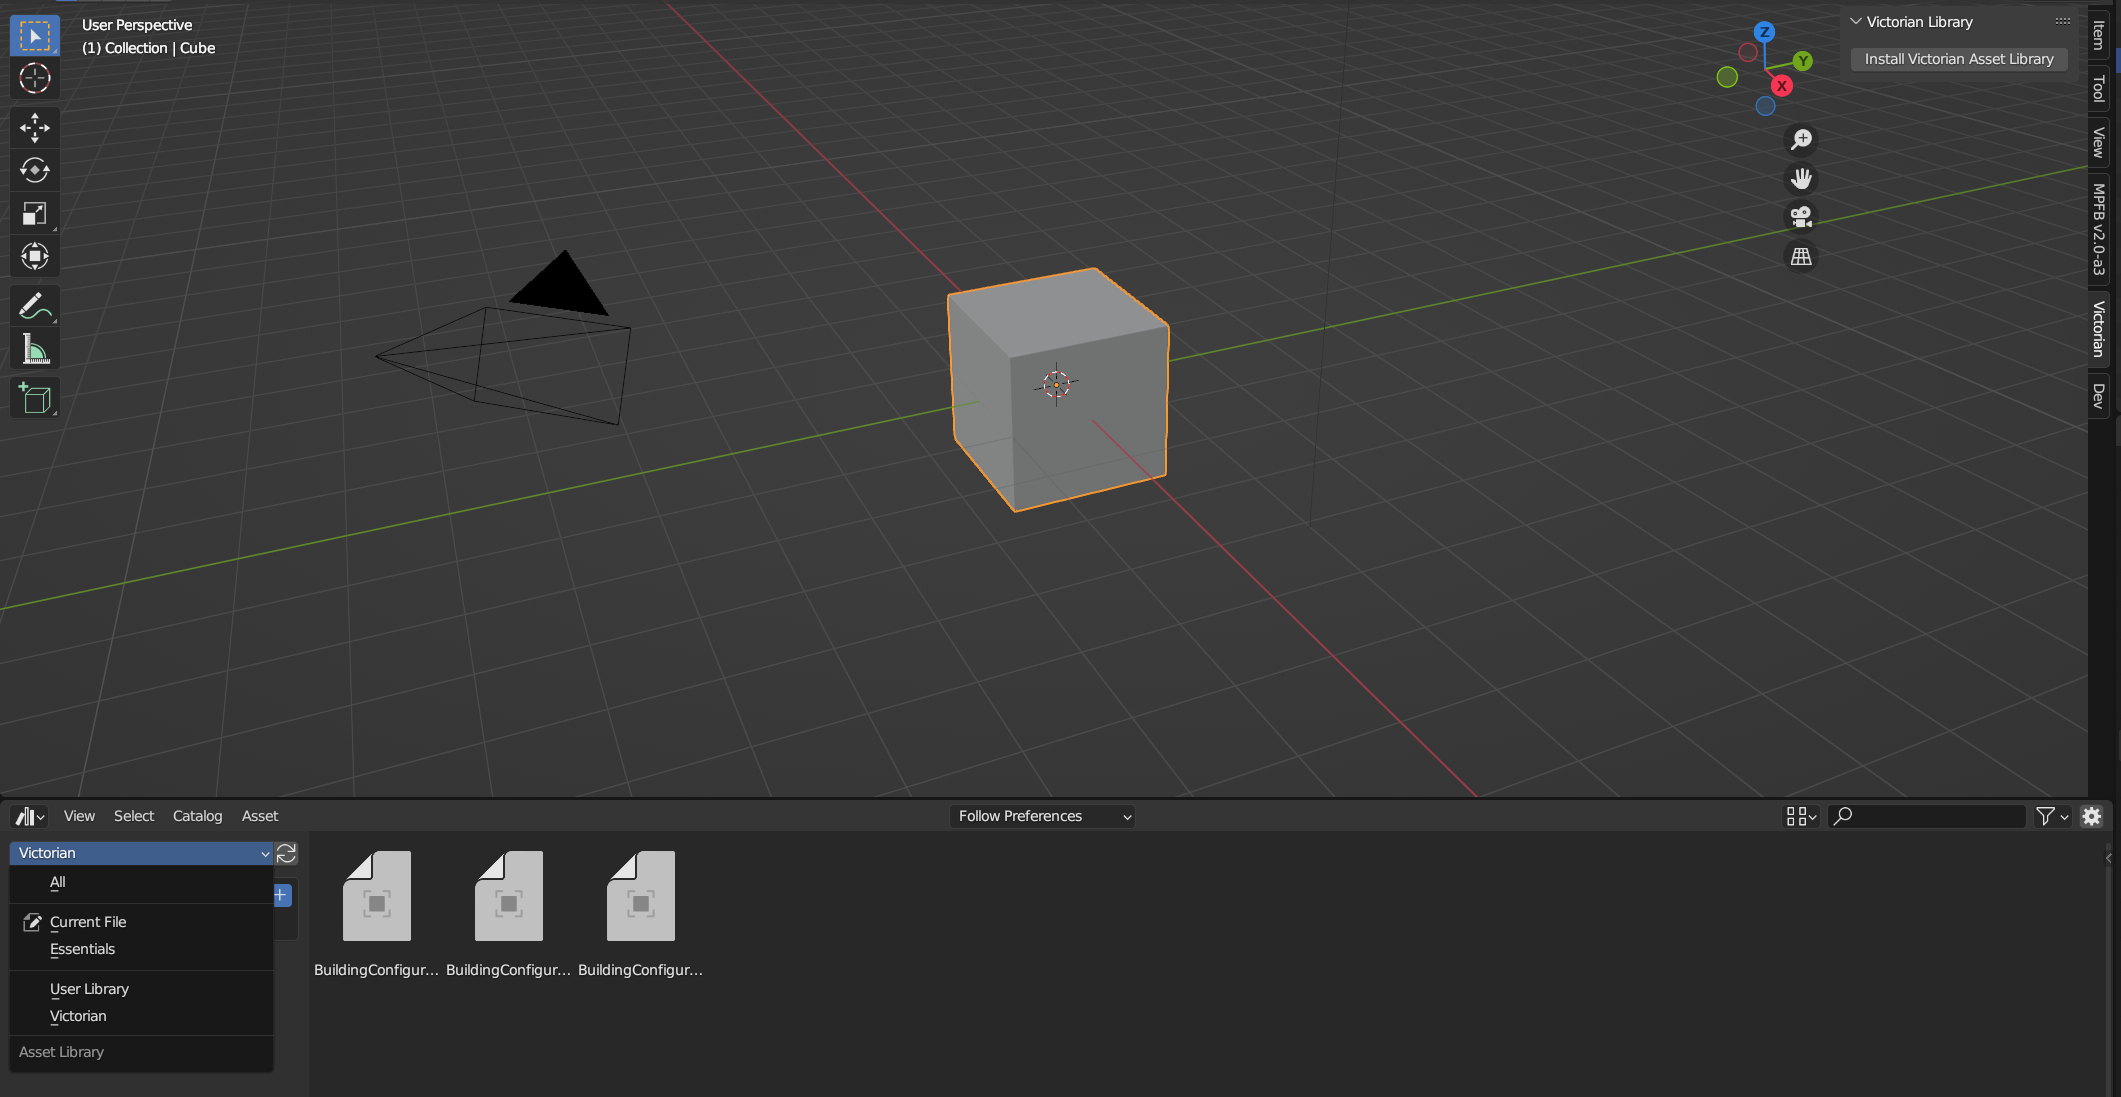 User Perspective
(1) Collection | Cube
Z
Y
X
Victorian Library
Install Victorian Asset Library
Item
Tool
View
MPFB v2.0-a3
Victorian
Dev
View
Select
Catalog
Asset
Follow Preferences
Victorian
All
Current File
Essentials
User Library
Victorian
Asset Library
BuildingConfigur...
BuildingConfigur...
BuildingConfigur...